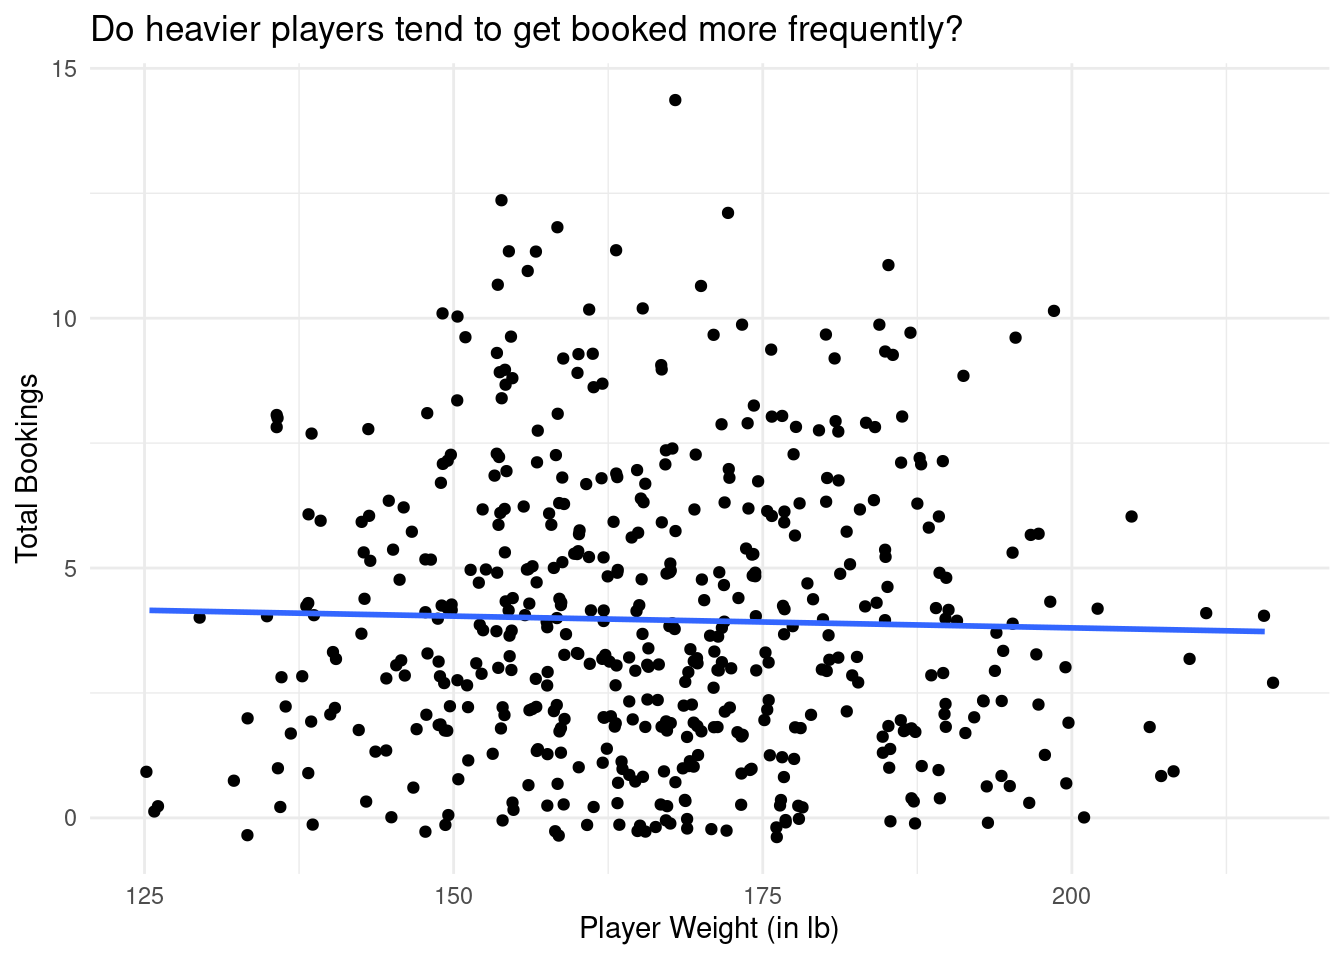 Do heavier players tend to get booked more frequently?
15
10
5
0
Total Bookings
125 150 175 200
Player Weight (in lb)